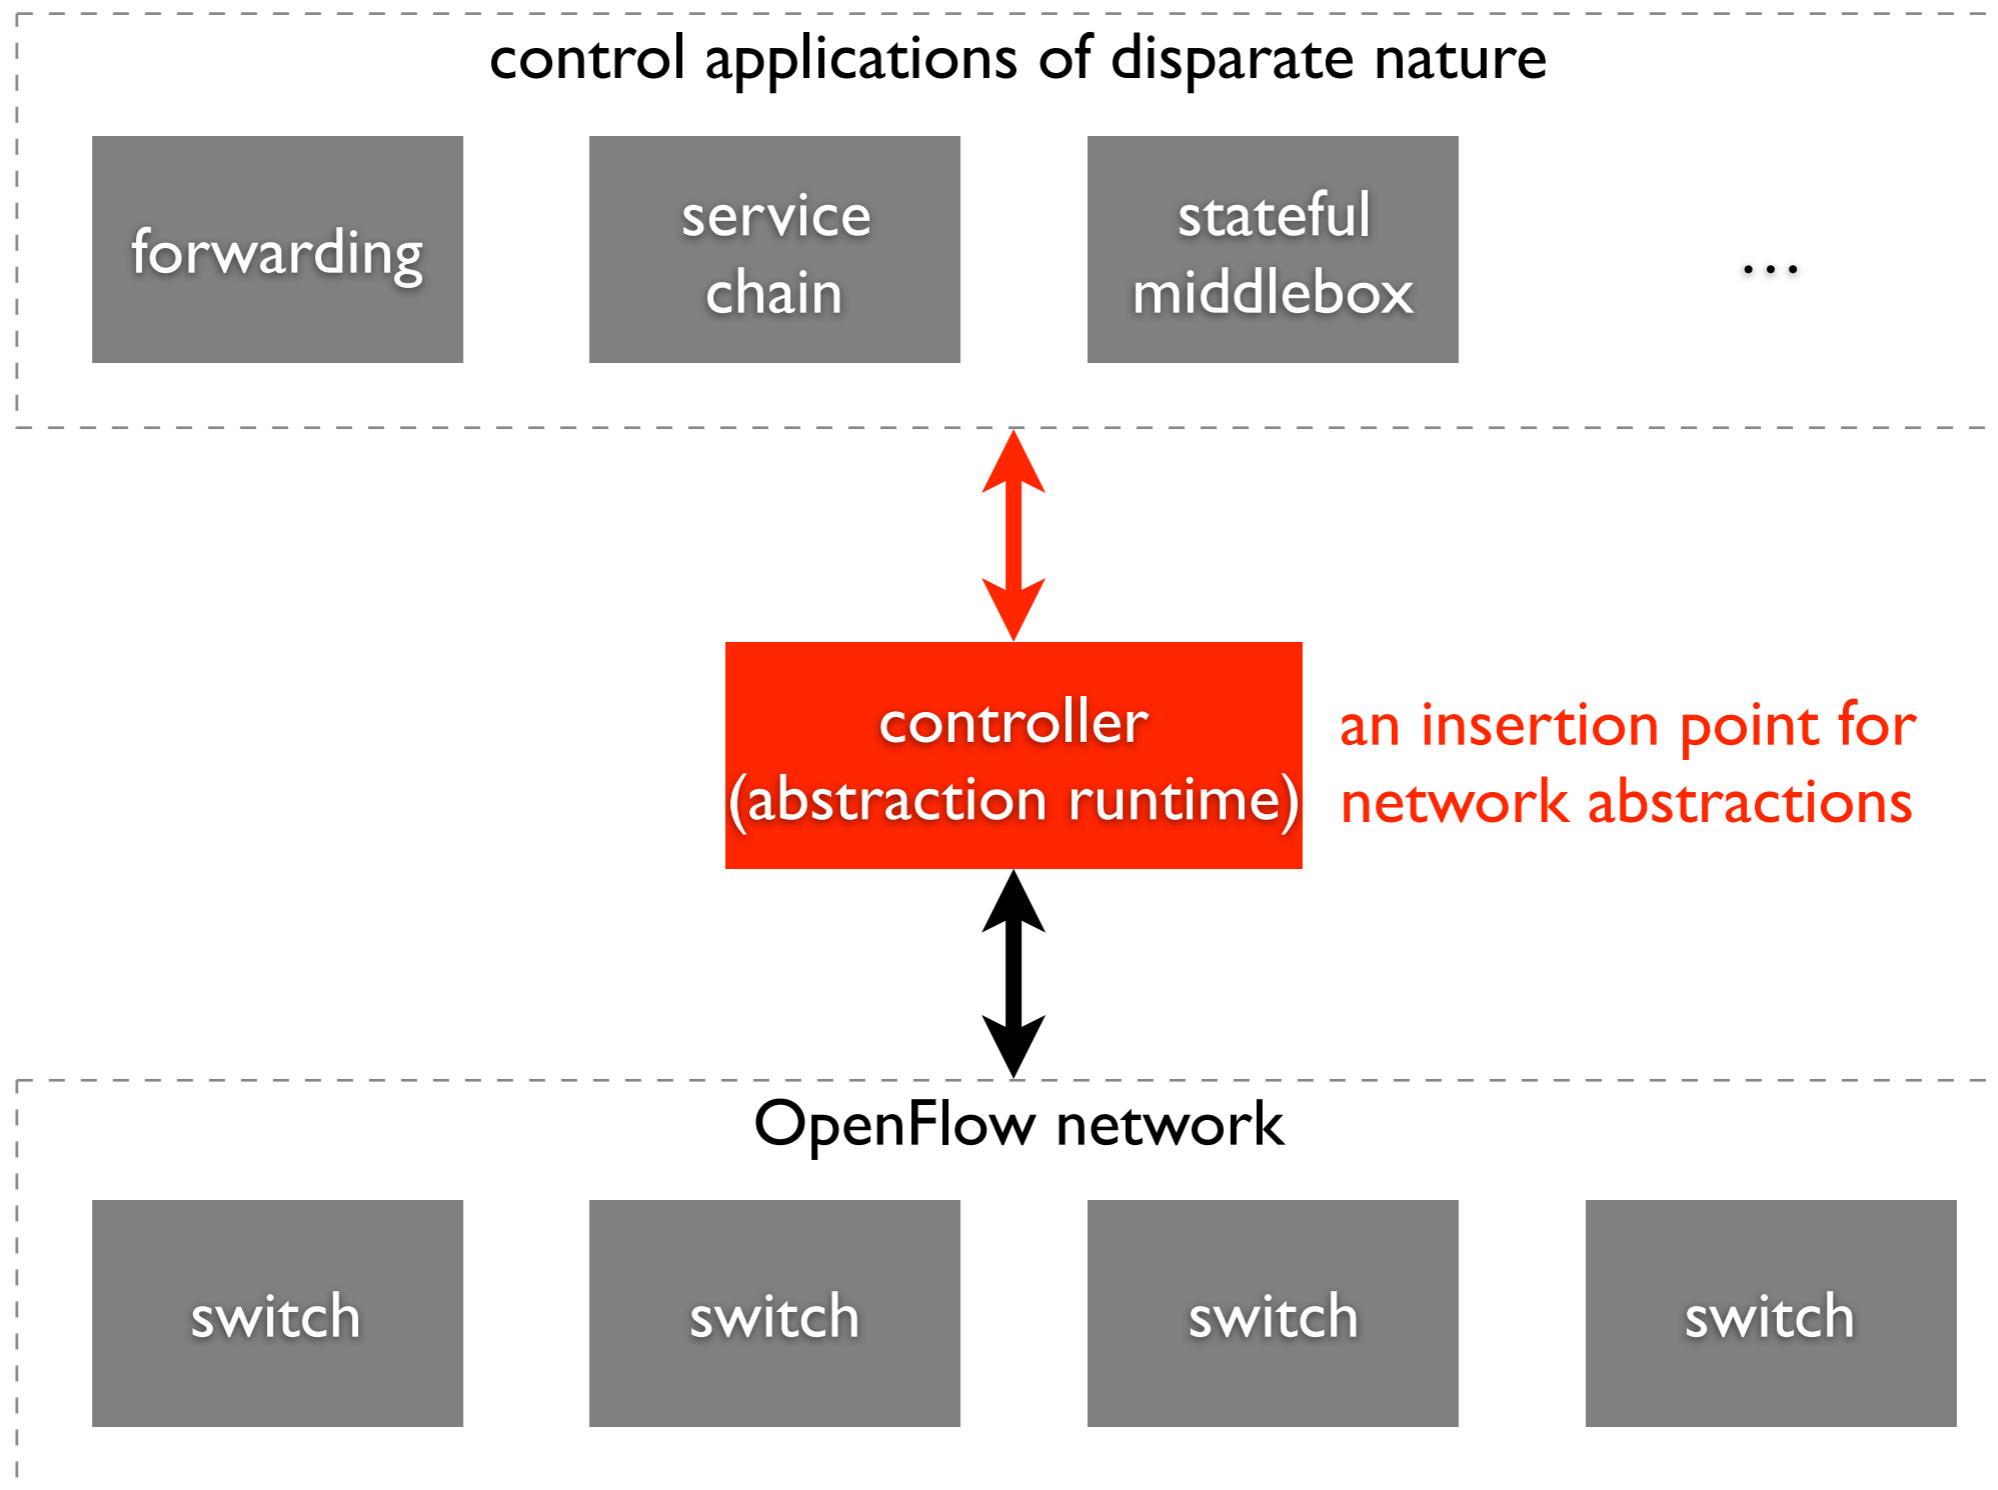 control applications of disparate nature
forwarding
service
chain
stateful
middlebox
…
controller
(abstraction runtime)
an insertion point for
network abstractions
OpenFlow network
switch
switch
switch
switch